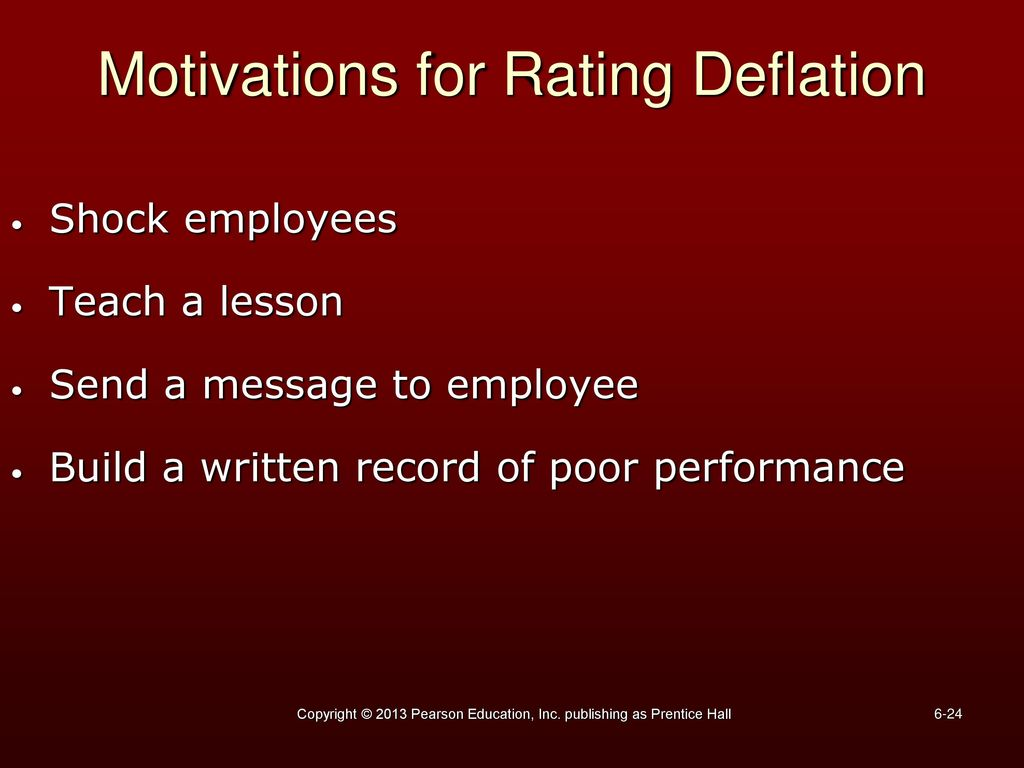 Motivations for Rating Deflation
• Shock employees
• Teach a lesson
• Send a message to employee
• Build a written record of poor performance
Copyright © 2013 Pearson Education, Inc. publishing as Prentice Hall
6-24